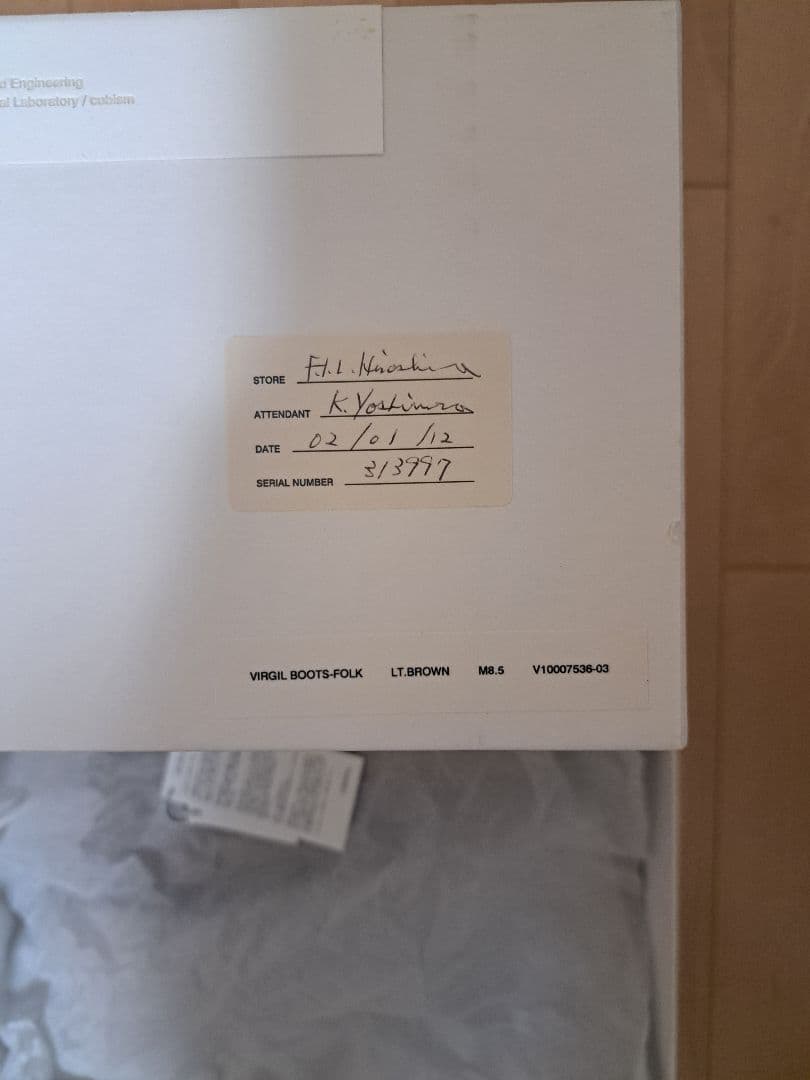 d Engineering
al Laboratory / cubism
STORE F.I.L. Hiroshima
ATTENDANT K. Yoshimura
DATE 02/01/12
SERIAL NUMBER 313997
VIRGIL BOOTS-FOLK LT.BROWN M8.5 V10007536-03